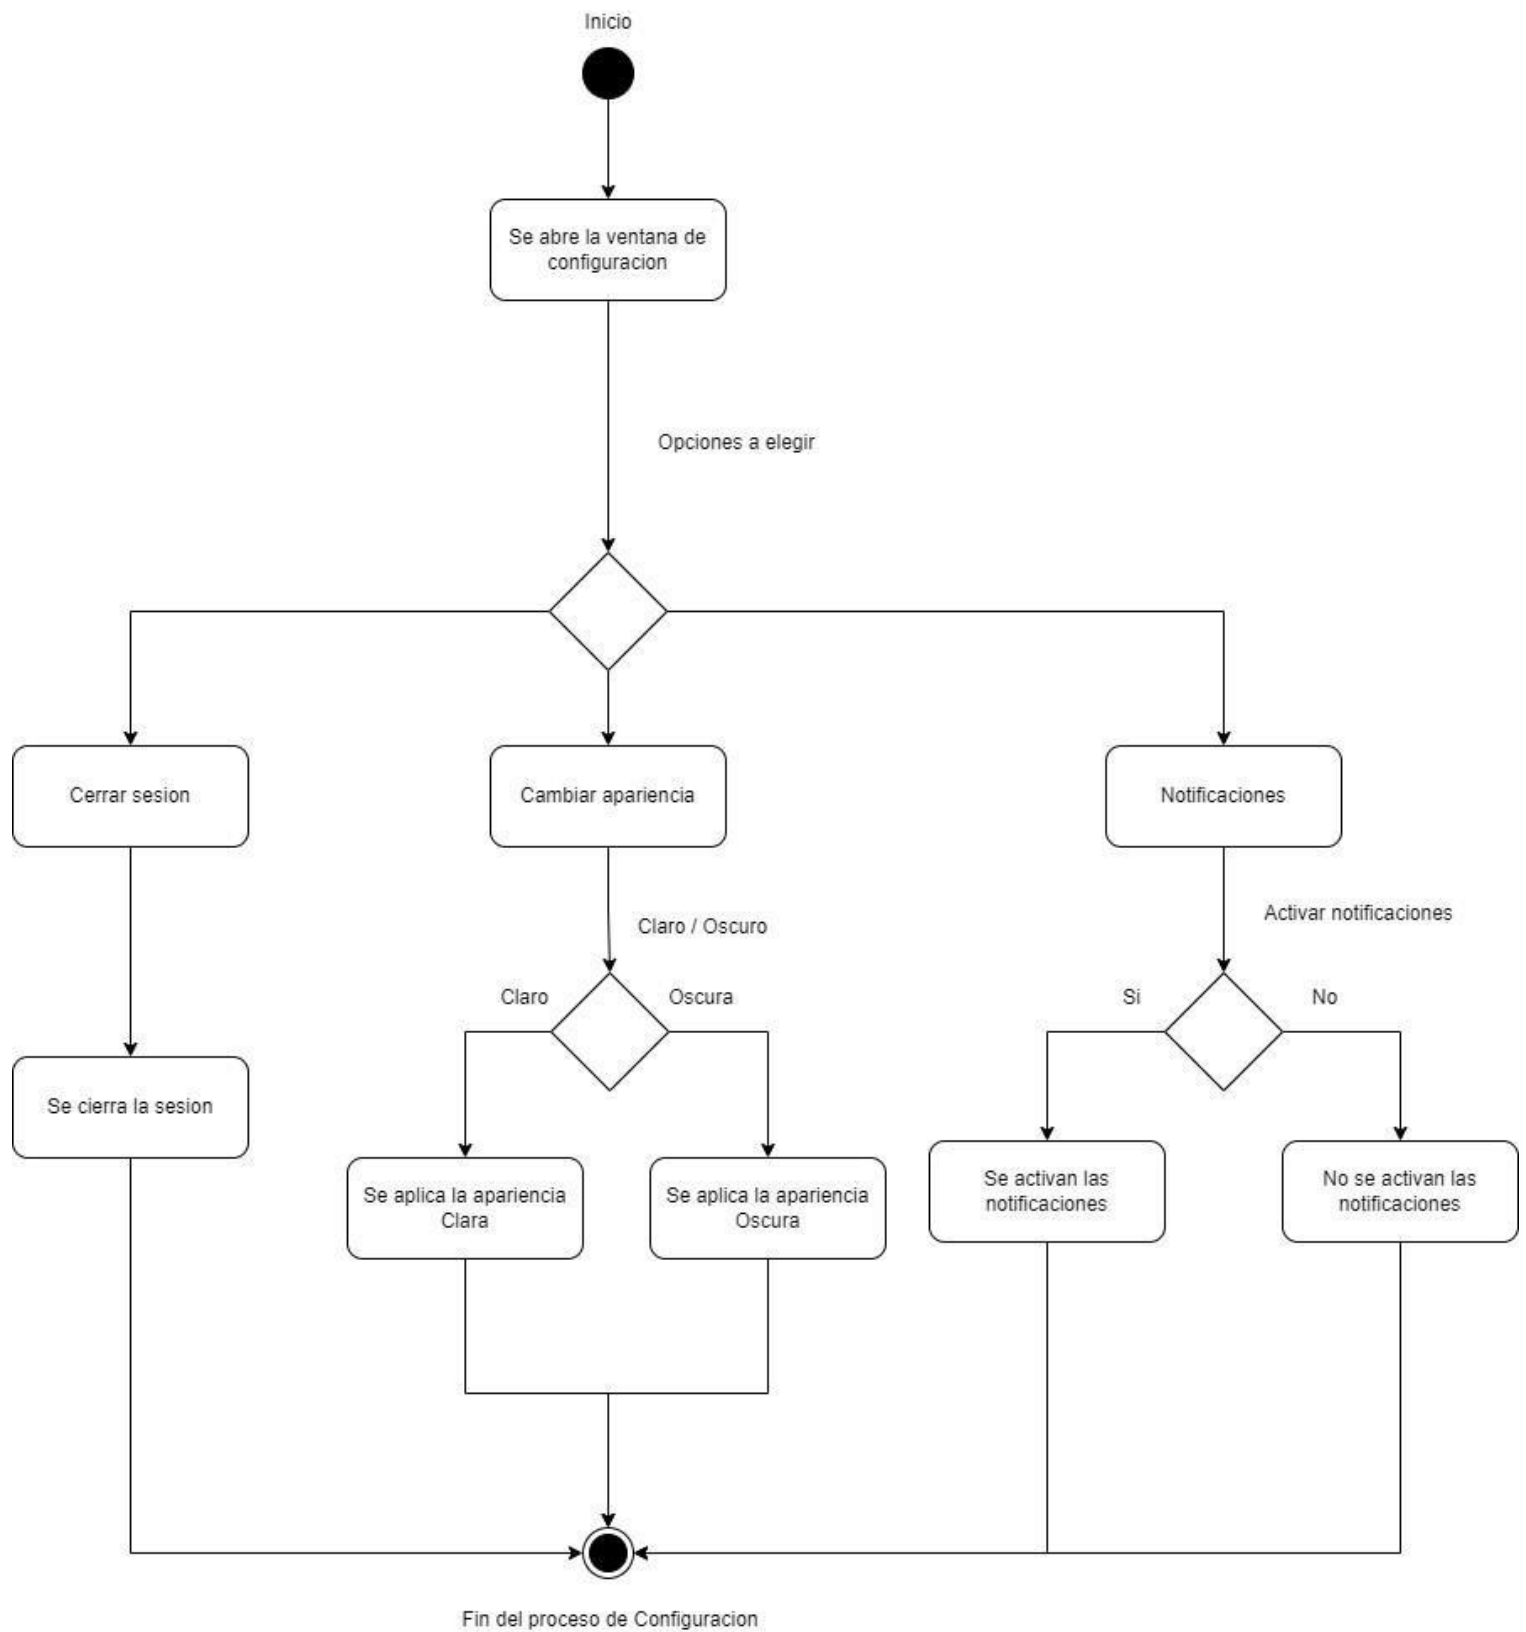 Inicio
Se abre la ventana de
configuracion
Opciones a elegir
Cerrar sesion
Cambiar apariencia
Notificaciones
Claro / Oscuro
Activar notificaciones
Claro
Oscura
Si
No
Se cierra la sesion
Se aplica la apariencia
Clara
Se aplica la apariencia
Oscura
Se activan las
notificaciones
No se activan las
notificaciones
Fin del proceso de Configuracion